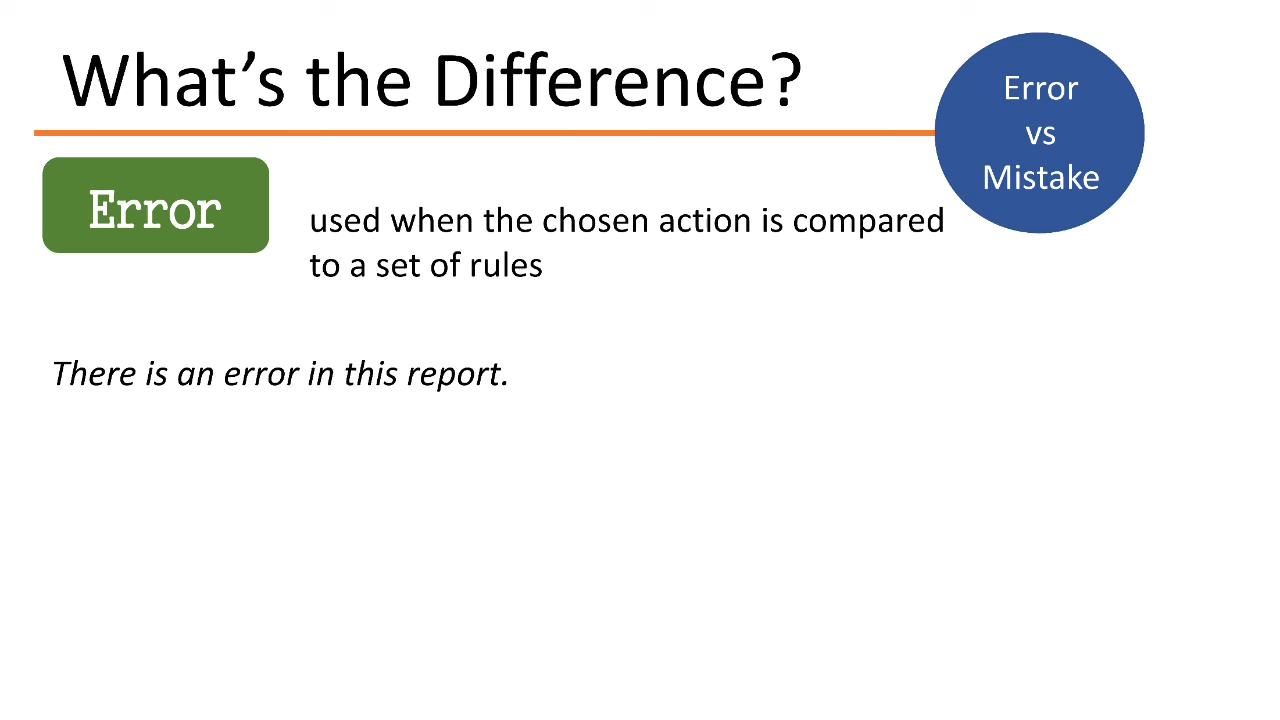 What’s the Difference?
Error
vs
Mistake
Error
used when the chosen action is compared
to a set of rules
There is an error in this report.